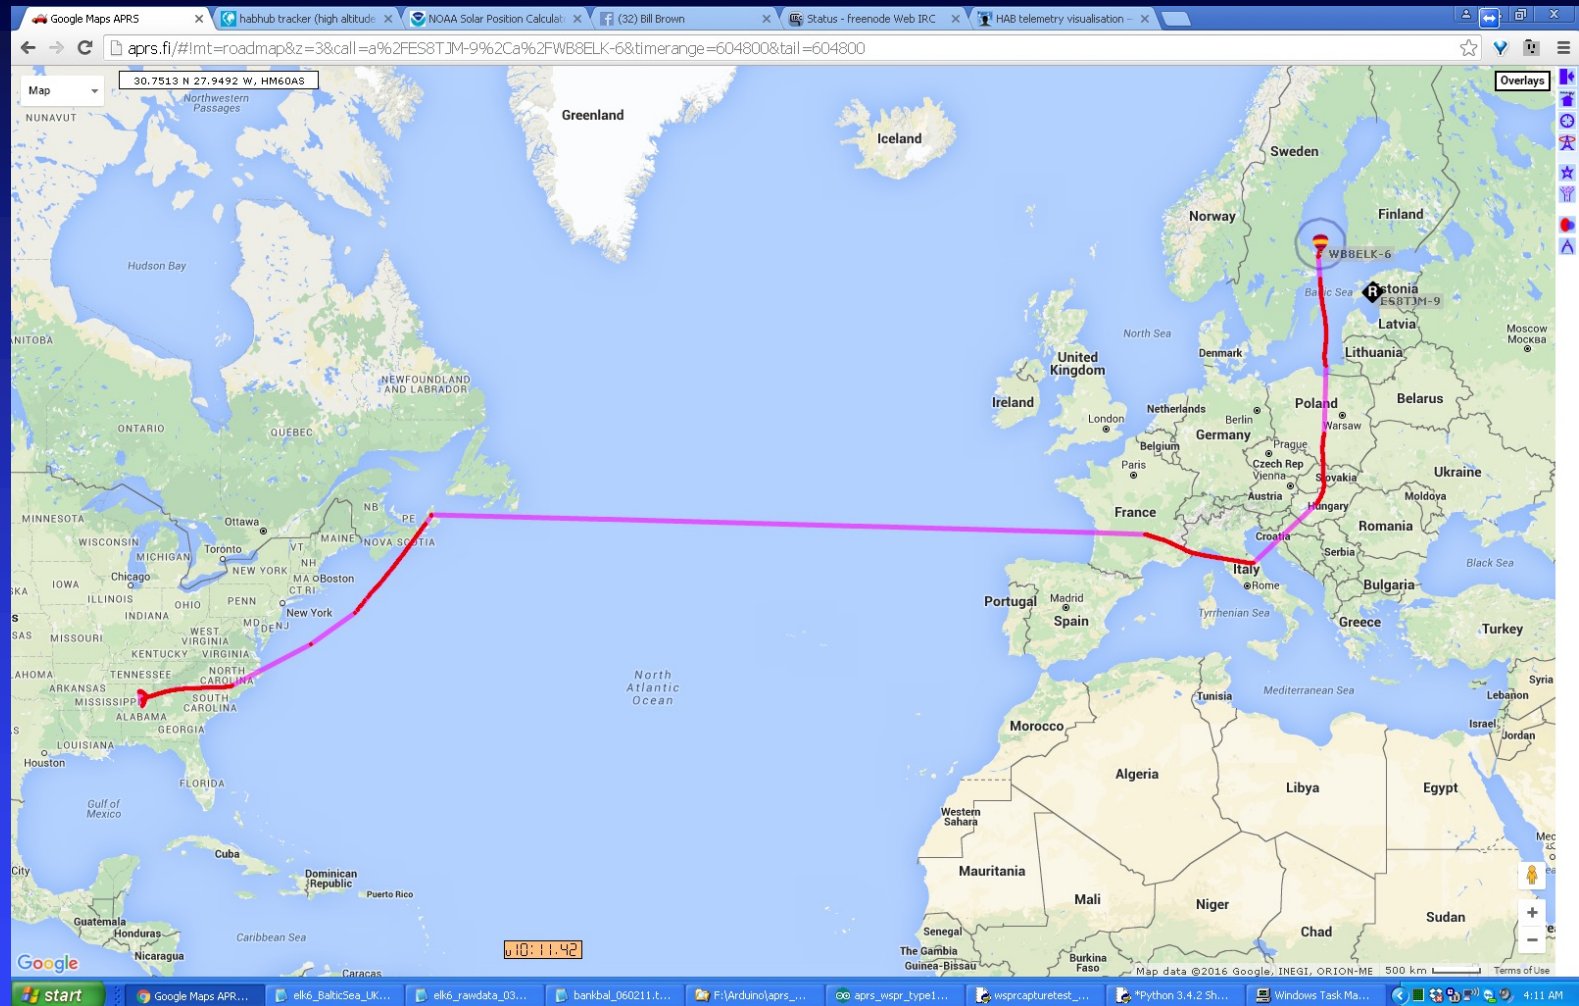 Google Maps APRS
habhub tracker (high altitude
NOAA Solar Position Calculat
(32) Bill Brown
Status - freenode Web IRC
HAB telemetry visualisation –
aprs.fi/#!mt=roadmap&z=3&call=a%2FES8TJM-9%2Ca%2FWB8ELK-6&timerange=604800&tail=604800
Map
30.7513 N 27.9492 W, HM60AS
Overlays
Northwestern
Passages
NUNAVUT
Greenland
Iceland
Sweden
Norway
Finland
Hudson Bay
WB8ELK-6
Baltic Sea
stonia
ES8TJM-9
Latvia
Moscow
Москва
ANITOBA
North Sea
Denmark
Lithuania
United
Kingdom
NEWFOUNDLAND
AND LABRADOR
Ireland
London
Netherlands
Berlin
Poland
Warsaw
Belarus
ONTARIO
QUÉBEC
Belgium
Germany
Prague
Czech Rep
Paris
Vienna
Slovakia
Ukraine
Austria
Hungary
Moldova
NB
PE
MINNESOTA
Ottawa
France
Romania
WISCONSIN
MICHIGAN
Toronto
VT
MAINE
NOVA SCOTIA
Croatia
Serbia
NH
NEW YORK
Black Sea
Chicago
MA
Boston
Italy
IOWA
CT RI
Rome
Bulgaria
SKA
ILLINOIS
OHIO
PENN
New York
Portugal
Madrid
Spain
INDIANA
MD
DE
NJ
Tyrrhenian Sea
Greece
Turkey
s
SAS
MISSOURI
WEST
VIRGINIA
KENTUCKY
VIRGINIA
AHOMA
TENNESSEE
NORTH
CAROLINA
North
Atlantic
Ocean
Tunisia
Mediterranean Sea
Syria
Lebanon
ARKANSAS
MISSISSIPPI
SOUTH
CAROLINA
ALABAMA
GEORGIA
Morocco
Israel
Jordan
LOUISIANA
Houston
Algeria
Libya
Egypt
FLORIDA
Gulf of
Mexico
Western
Sahara
Cuba
City
Dominican
Republic
Puerto Rico
Mauritania
Mali
Niger
Sudan
Guatemala
Honduras
Caribbean Sea
Chad
Nicaragua
Senegal
The Gambia
Guinea-Bissau
Burkina
Faso
Caracas
u10:11.42
Google
Map data ©2016 Google, INEGI, ORION-ME
500 km
Terms of Use
start
Google Maps APR...
elk6_BalticSea_UK...
elk6_rawdata_03...
bankbal_060211.t...
F:\Arduino\aprs_...
aprs_wspr_type1...
wsprcapturetest_...
*Python 3.4.2 Sh...
Windows Task Ma...
4:11 AM